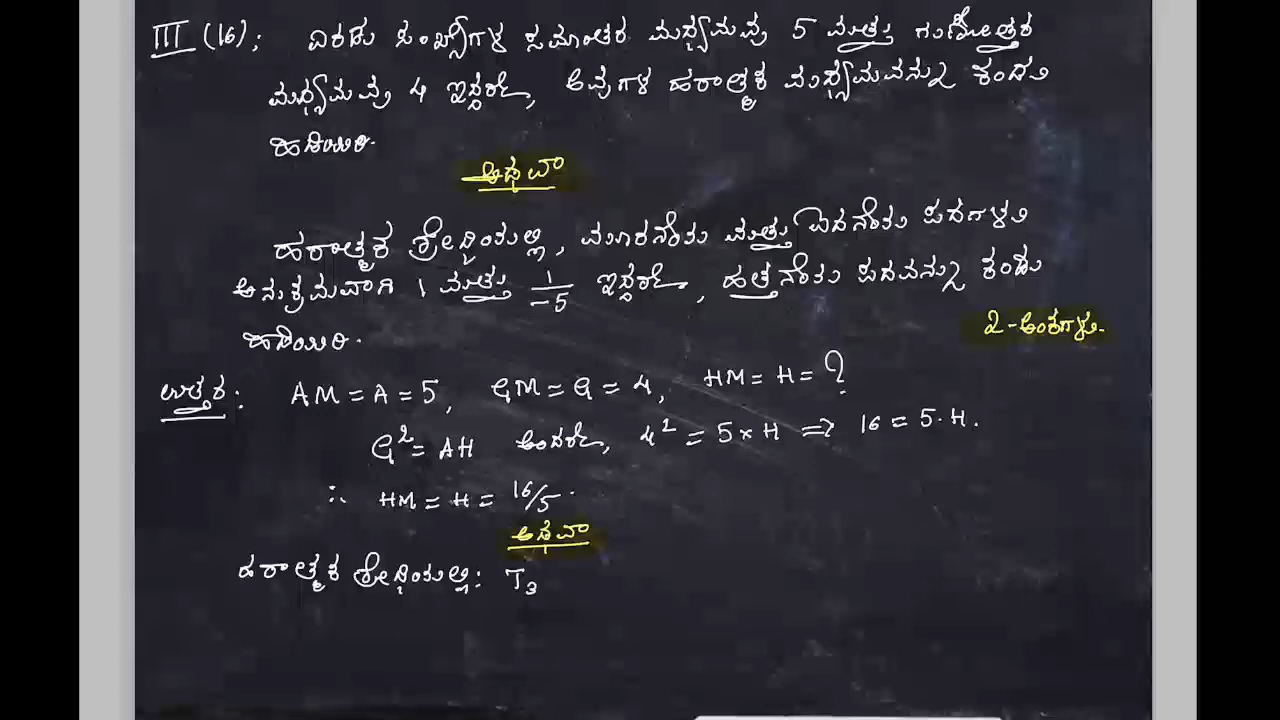 III (16): ಎರಡು ಸಂಖ್ಯೆಗಳ ಸಮಾಂತರ ಮಧ್ಯಮವು 5 ಮತ್ತು ಗುಣೋತ್ತರ
ಮಧ್ಯಮವು 4 ಇದ್ದರೆ, ಅವುಗಳ ಹರಾತ್ಮಕ ಮಧ್ಯಮವನ್ನು ಕಂಡು
ಹಿಡಿಯಿರಿ.
ಅಥವಾ
ಹರಾತ್ಮಕ ಶ್ರೇಢಿಯಲ್ಲಿ, ಮೂರನೆಯ ಮತ್ತು ಐದನೆಯ ಪದಗಳು
ಅನುಕ್ರಮವಾಗಿ 1 ಮತ್ತು 1/-5 ಇದ್ದರೆ, ಹತ್ತನೆಯ ಪದವನ್ನು ಕಂಡು
ಹಿಡಿಯಿರಿ.
2-ಅಂಕಗಳು.
ಉತ್ತರ: AM = A = 5, GM = G = 4, HM = H = ?
G² = AH ಅಂದರೆ, 4² = 5 × H ⇒ 16 = 5·H.
∴ HM = H = 16/5.
ಅಥವಾ
ಹರಾತ್ಮಕ ಶ್ರೇಢಿಯಲ್ಲಿ: T₃